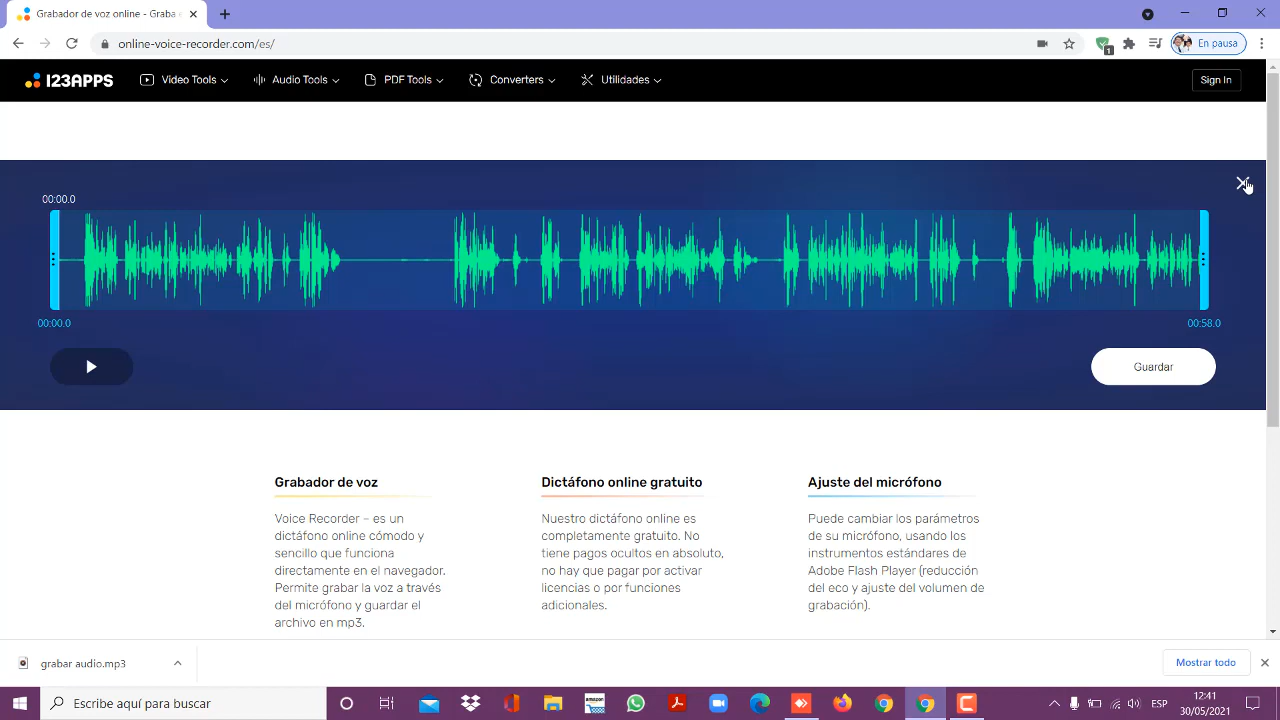 Grabador de voz online - Graba e
online-voice-recorder.com/es/
1
En pausa
123APPS
Video Tools
Audio Tools
PDF Tools
Converters
Utilidades
Sign In
00:00.0
00:00.0
00:58.0
Guardar
Grabador de voz
Voice Recorder – es un
dictáfono online cómodo y
sencillo que funciona
directamente en el navegador.
Permite grabar la voz a través
del micrófono y guardar el
archivo en mp3.
Dictáfono online gratuito
Nuestro dictáfono online es
completamente gratuito. No
tiene pagos ocultos en absoluto,
no hay que pagar por activar
licencias o por funciones
adicionales.
Ajuste del micrófono
Puede cambiar los parámetros
de su micrófono, usando los
instrumentos estándares de
Adobe Flash Player (reducción
del eco y ajuste del volumen de
grabación).
grabar audio.mp3
Mostrar todo
Escribe aquí para buscar
amazon
ESP
12:41
30/05/2021